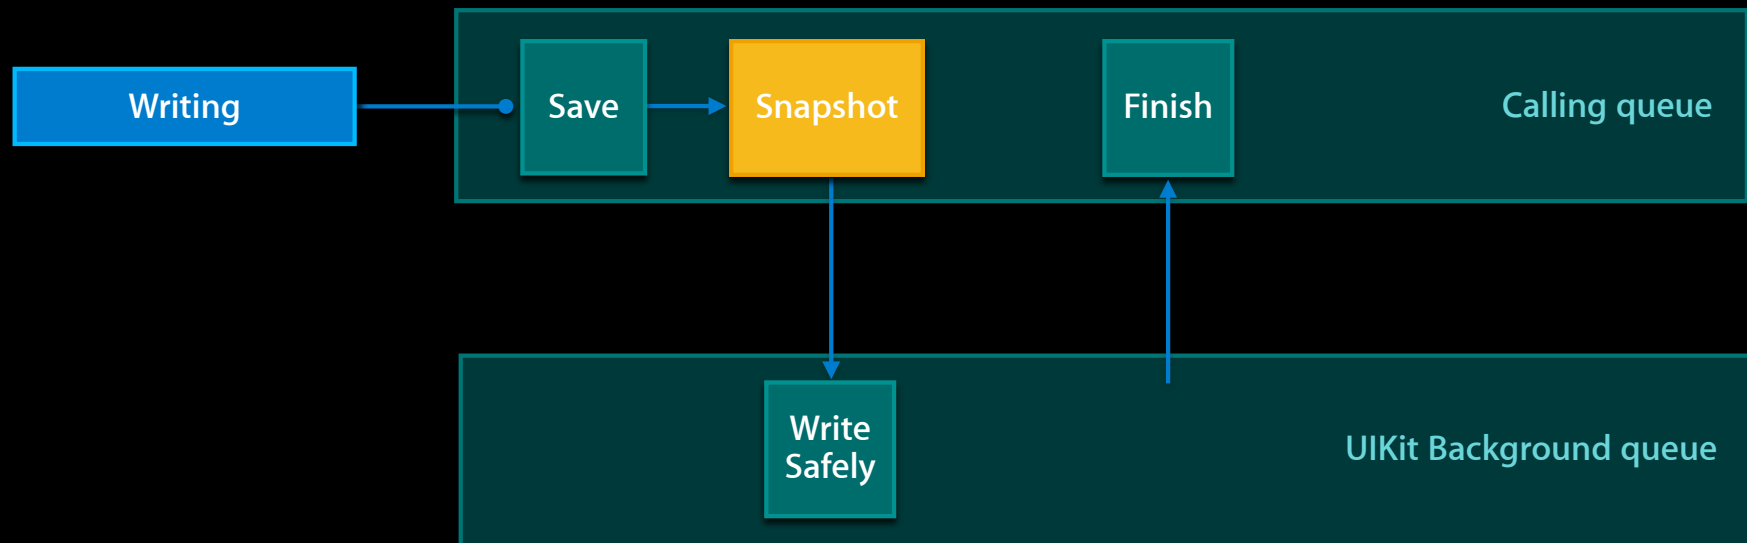 Writing
Save
Snapshot
Finish
Calling queue
Write
Safely
UIKit Background queue